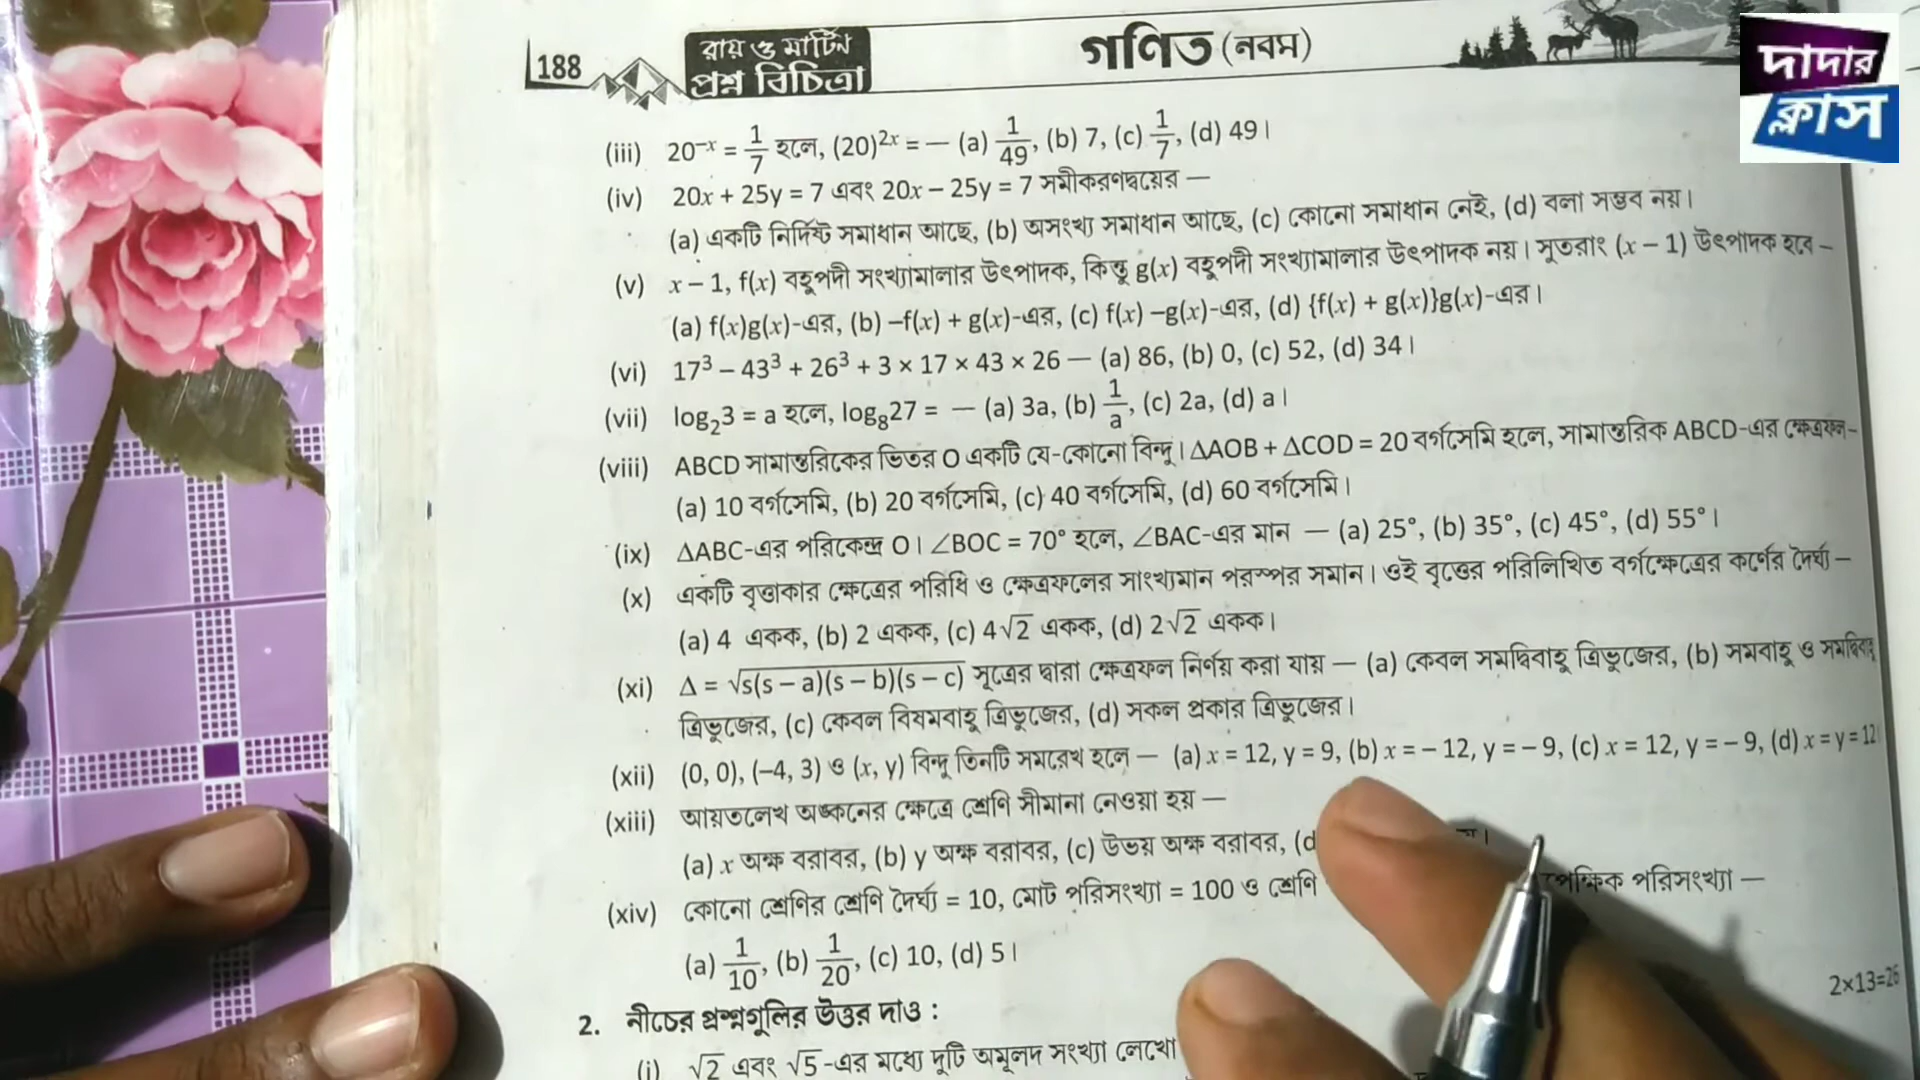 188 রায় ও মার্টিন গণিত (নবম)
প্রশ্ন বিচিত্রা
দাদার
ক্লাস
(iii) 20⁻ˣ = 1/7 হলে, (20)²ˣ = — (a) 1/49, (b) 7, (c) 1/7, (d) 49।
(iv) 20x + 25y = 7 এবং 20x – 25y = 7 সমীকরণদ্বয়ের —
(a) একটি নির্দিষ্ট সমাধান আছে, (b) অসংখ্য সমাধান আছে, (c) কোনো সমাধান নেই, (d) বলা সম্ভব নয়।
(v) x – 1, f(x) বহুপদী সংখ্যামালার উৎপাদক, কিন্তু g(x) বহুপদী সংখ্যামালার উৎপাদক নয়। সুতরাং (x – 1) উৎপাদক হবে –
(a) f(x)g(x)-এর, (b) –f(x) + g(x)-এর, (c) f(x) –g(x)-এর, (d) {f(x) + g(x)}g(x)-এর।
(vi) 17³ – 43³ + 26³ + 3 × 17 × 43 × 26 — (a) 86, (b) 0, (c) 52, (d) 34।
(vii) log₂3 = a হলে, log₈27 = — (a) 3a, (b) 1/a, (c) 2a, (d) a।
(viii) ABCD সামান্তরিকের ভিতর O একটি যে-কোনো বিন্দু। ΔAOB + ΔCOD = 20 বর্গসেমি হলে, সামান্তরিক ABCD-এর ক্ষেত্রফল–
(a) 10 বর্গসেমি, (b) 20 বর্গসেমি, (c) 40 বর্গসেমি, (d) 60 বর্গসেমি।
(ix) ΔABC-এর পরিকেন্দ্র O। ∠BOC = 70° হলে, ∠BAC-এর মান — (a) 25°, (b) 35°, (c) 45°, (d) 55°।
(x) একটি বৃত্তাকার ক্ষেত্রের পরিধি ও ক্ষেত্রফলের সাংখ্যমান পরস্পর সমান। ওই বৃত্তের পরিলিখিত বর্গক্ষেত্রের কর্ণের দৈর্ঘ্য —
(a) 4 একক, (b) 2 একক, (c) 4√2 একক, (d) 2√2 একক।
(xi) Δ = √s(s – a)(s – b)(s – c) সূত্রের দ্বারা ক্ষেত্রফল নির্ণয় করা যায় — (a) কেবল সমদ্বিবাহু ত্রিভুজের, (b) সমবাহু ও সমদ্বিবাহু
ত্রিভুজের, (c) কেবল বিষমবাহু ত্রিভুজের, (d) সকল প্রকার ত্রিভুজের।
(xii) (0, 0), (–4, 3) ও (x, y) বিন্দু তিনটি সমরেখ হলে — (a) x = 12, y = 9, (b) x = – 12, y = – 9, (c) x = 12, y = – 9, (d) x = y = 12
(xiii) আয়তলেখ অঙ্কনের ক্ষেত্রে শ্রেণি সীমানা নেওয়া হয় —
(a) x অক্ষ বরাবর, (b) y অক্ষ বরাবর, (c) উভয় অক্ষ বরাবর, (d
(xiv) কোনো শ্রেণির শ্রেণি দৈর্ঘ্য = 10, মোট পরিসংখ্যা = 100 ও শ্রেণি পরিসংখ্যা —
(a) 1/10, (b) 1/20, (c) 10, (d) 5।
2. নীচের প্রশ্নগুলির উত্তর দাও : 2×13=26
(i) √2 এবং √5-এর মধ্যে দুটি অমূলদ সংখ্যা লেখো